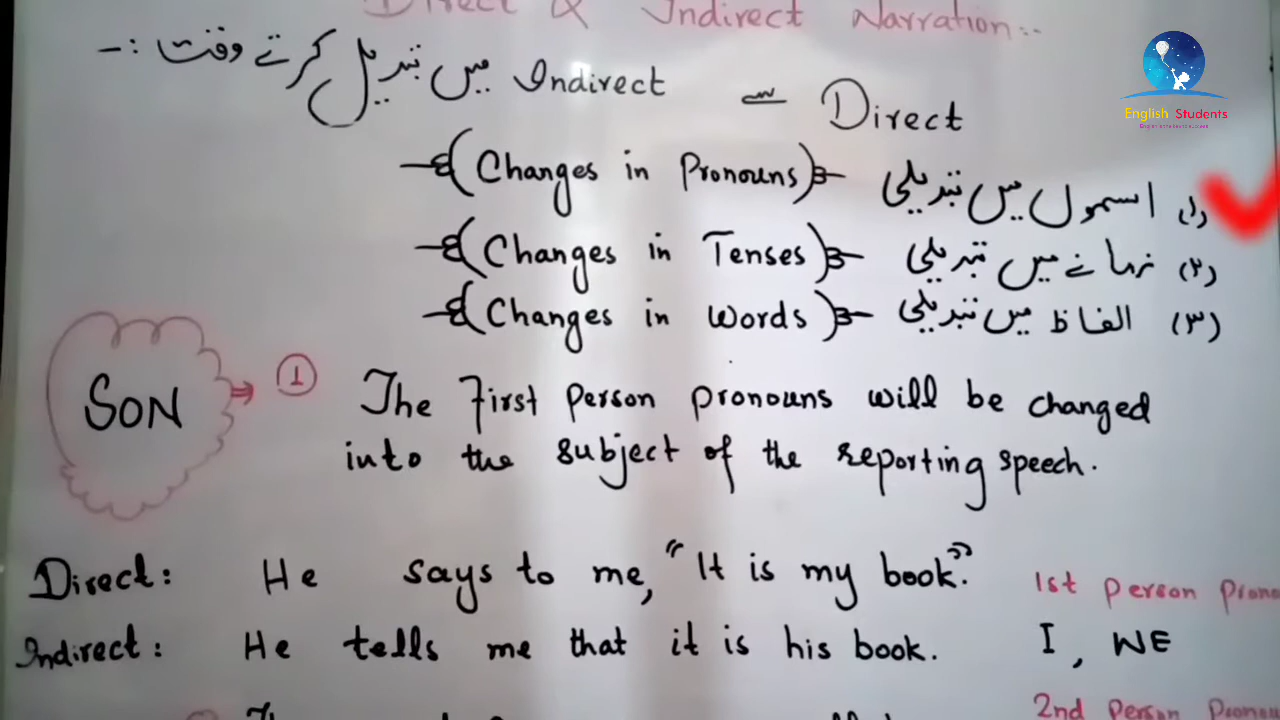 Direct & Indirect Narration:-
Direct سے Indirect میں تبدیل کرتے وقت :-
(۱) اسموں میں تبدیلی (Changes in Pronouns)
(۲) زمانے میں تبدیلی (Changes in Tenses)
(۳) الفاظ میں تبدیلی (Changes in Words)
SON ⇒ ① The First person pronouns will be changed
into the subject of the reporting speech.
Direct: He says to me, "It is my book".
Indirect: He tells me that it is his book.
1st person Prono
I, WE
2nd person Pronou
English Students